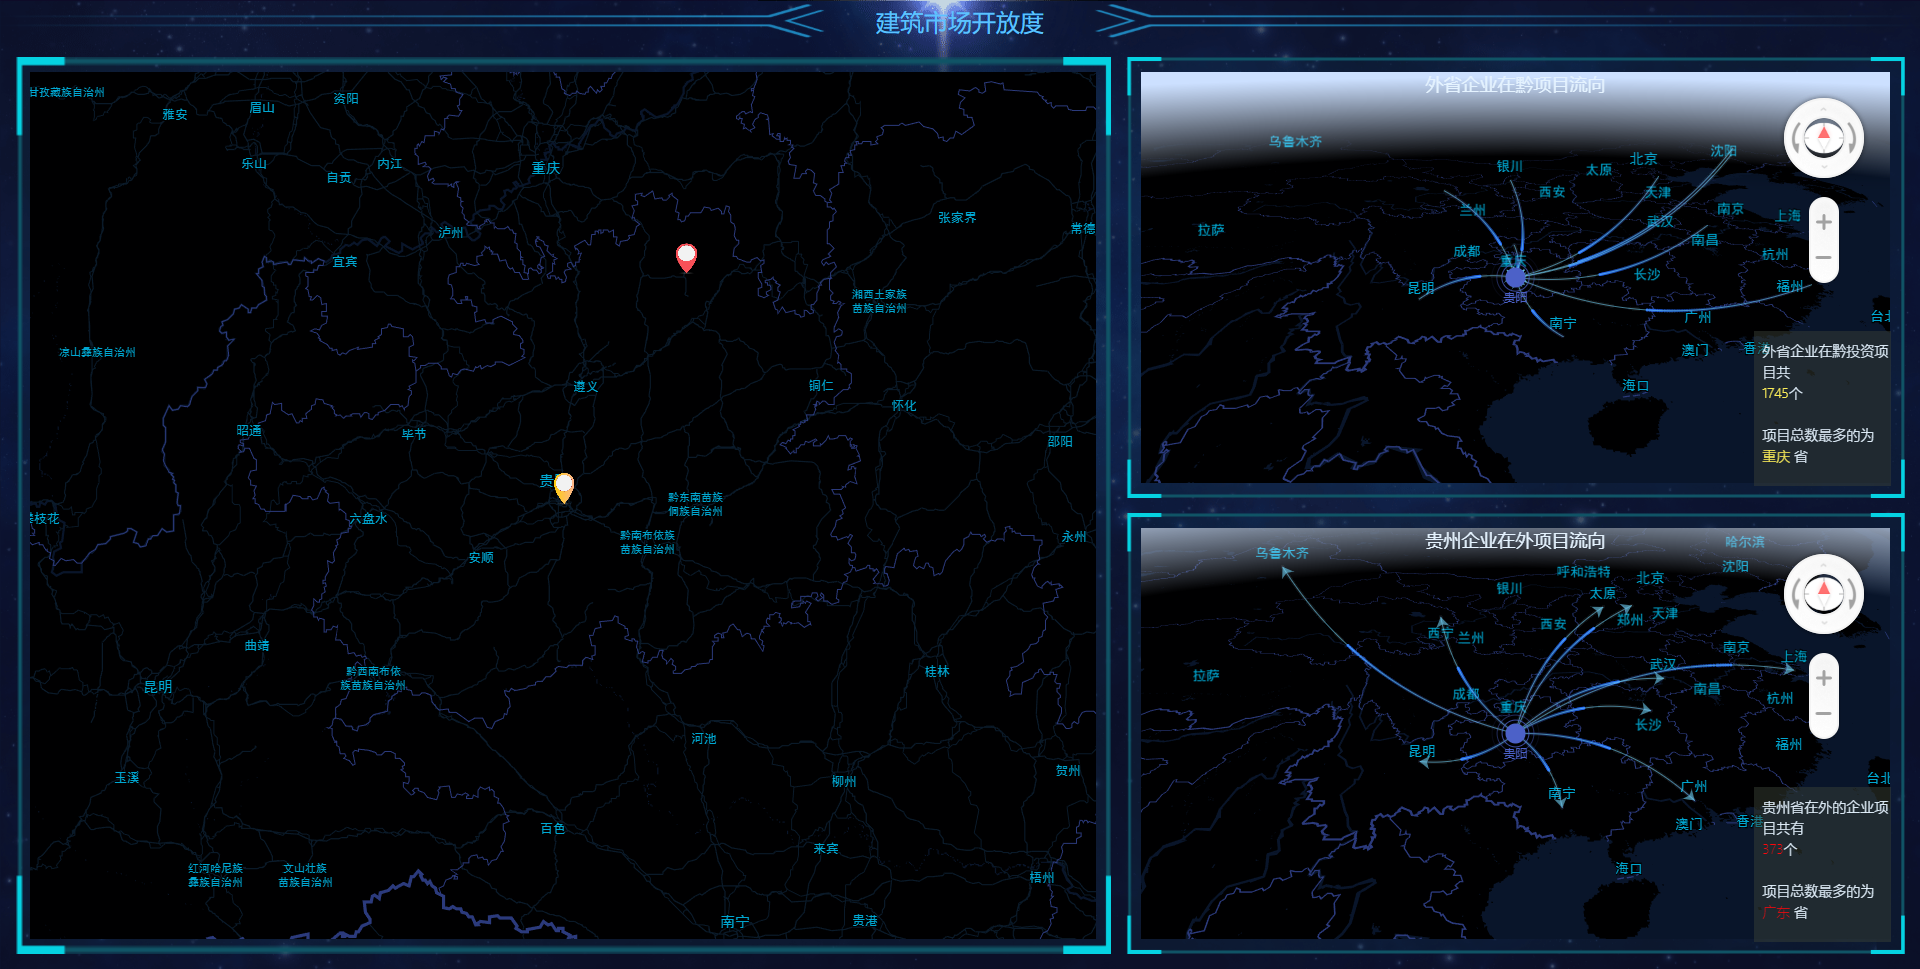 建筑市场开放度
甘孜藏族自治州
雅安
眉山
资阳
乐山
自贡
内江
重庆
泸州
宜宾
张家界
常德
湘西土家族
苗族自治州
凉山彝族自治州
遵义
铜仁
怀化
昭通
毕节
邵阳
贵
黔东南苗族
侗族自治州
枝花
六盘水
安顺
黔南布依族
苗族自治州
永州
曲靖
昆明
黔西南布依
族苗族自治州
桂林
河池
玉溪
柳州
贺州
百色
来宾
红河哈尼族
彝族自治州
文山壮族
苗族自治州
梧州
南宁
贵港
外省企业在黔项目流向
乌鲁木齐
银川
太原
北京
沈阳
西安
天津
兰州
南京
上海
武汉
拉萨
南昌
成都
重庆
杭州
长沙
昆明
贵阳
福州
南宁
广州
台北
澳门
香港
海口
外省企业在黔投资项
目共
1745个
项目总数最多的为
重庆 省
贵州企业在外项目流向
乌鲁木齐
哈尔滨
呼和浩特
北京
沈阳
银川
太原
西安
郑州
天津
西宁
兰州
南京
上海
武汉
拉萨
成都
南昌
重庆
杭州
长沙
贵阳
昆明
福州
台北
南宁
广州
澳门
香港
海口
贵州省在外的企业项
目共有
373个
项目总数最多的为
广东 省